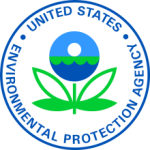 UNITED STATES
• ENVIRONMENTAL PROTECTION AGENCY •